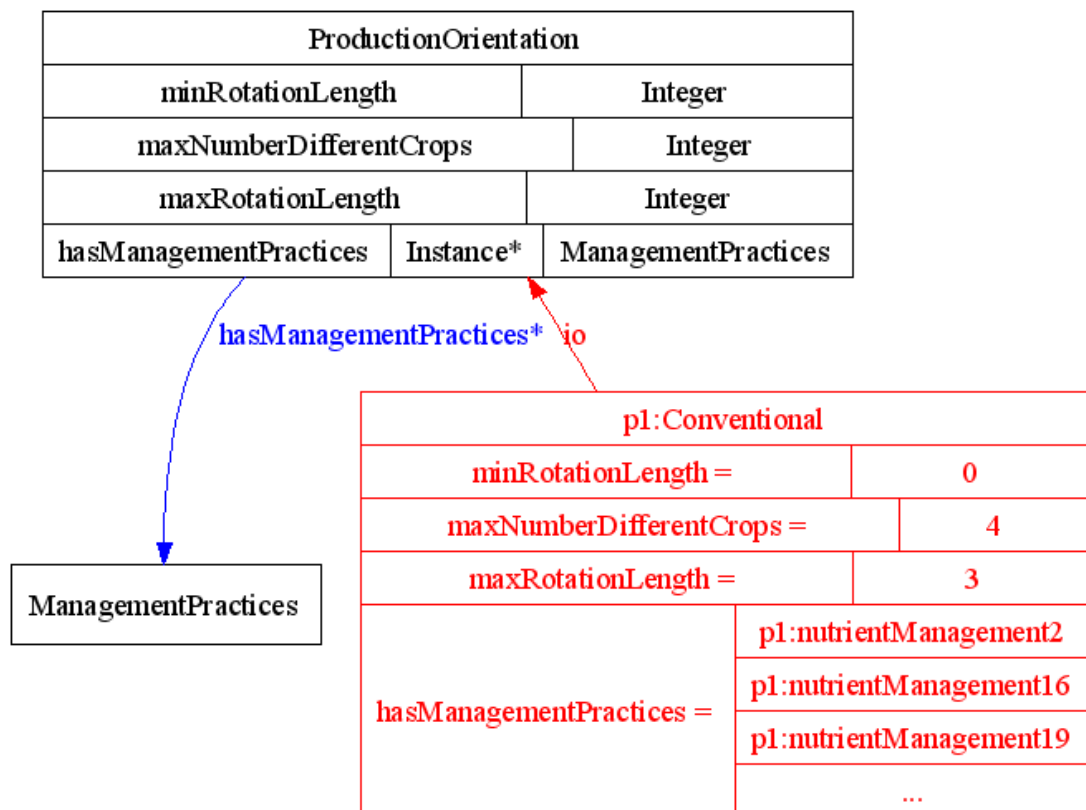 ProductionOrientation
minRotationLength Integer
maxNumberDifferentCrops Integer
maxRotationLength Integer
hasManagementPractices Instance* ManagementPractices
hasManagementPractices* io
p1:Conventional
minRotationLength = 0
maxNumberDifferentCrops = 4
maxRotationLength = 3
ManagementPractices
hasManagementPractices =
p1:nutrientManagement2
p1:nutrientManagement16
p1:nutrientManagement19
...